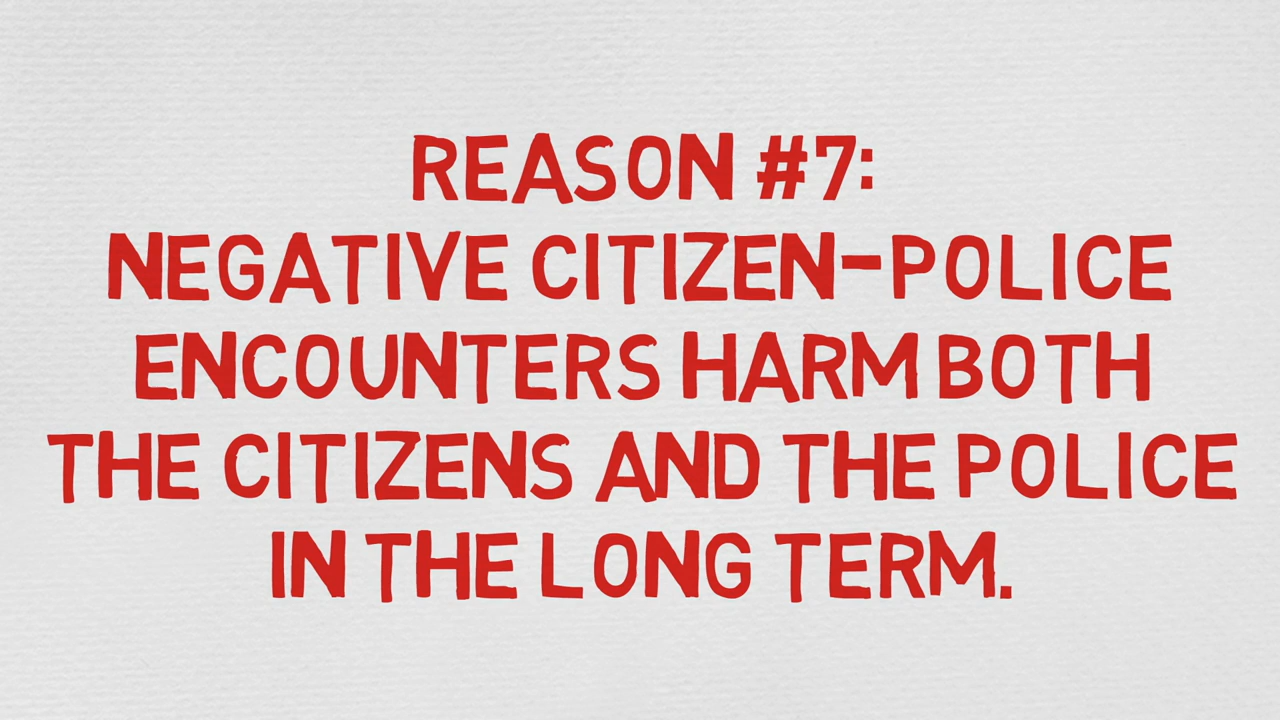 REASON #7:
NEGATIVE CITIZEN-POLICE
ENCOUNTERS HARM BOTH
THE CITIZENS AND THE POLICE
IN THE LONG TERM.